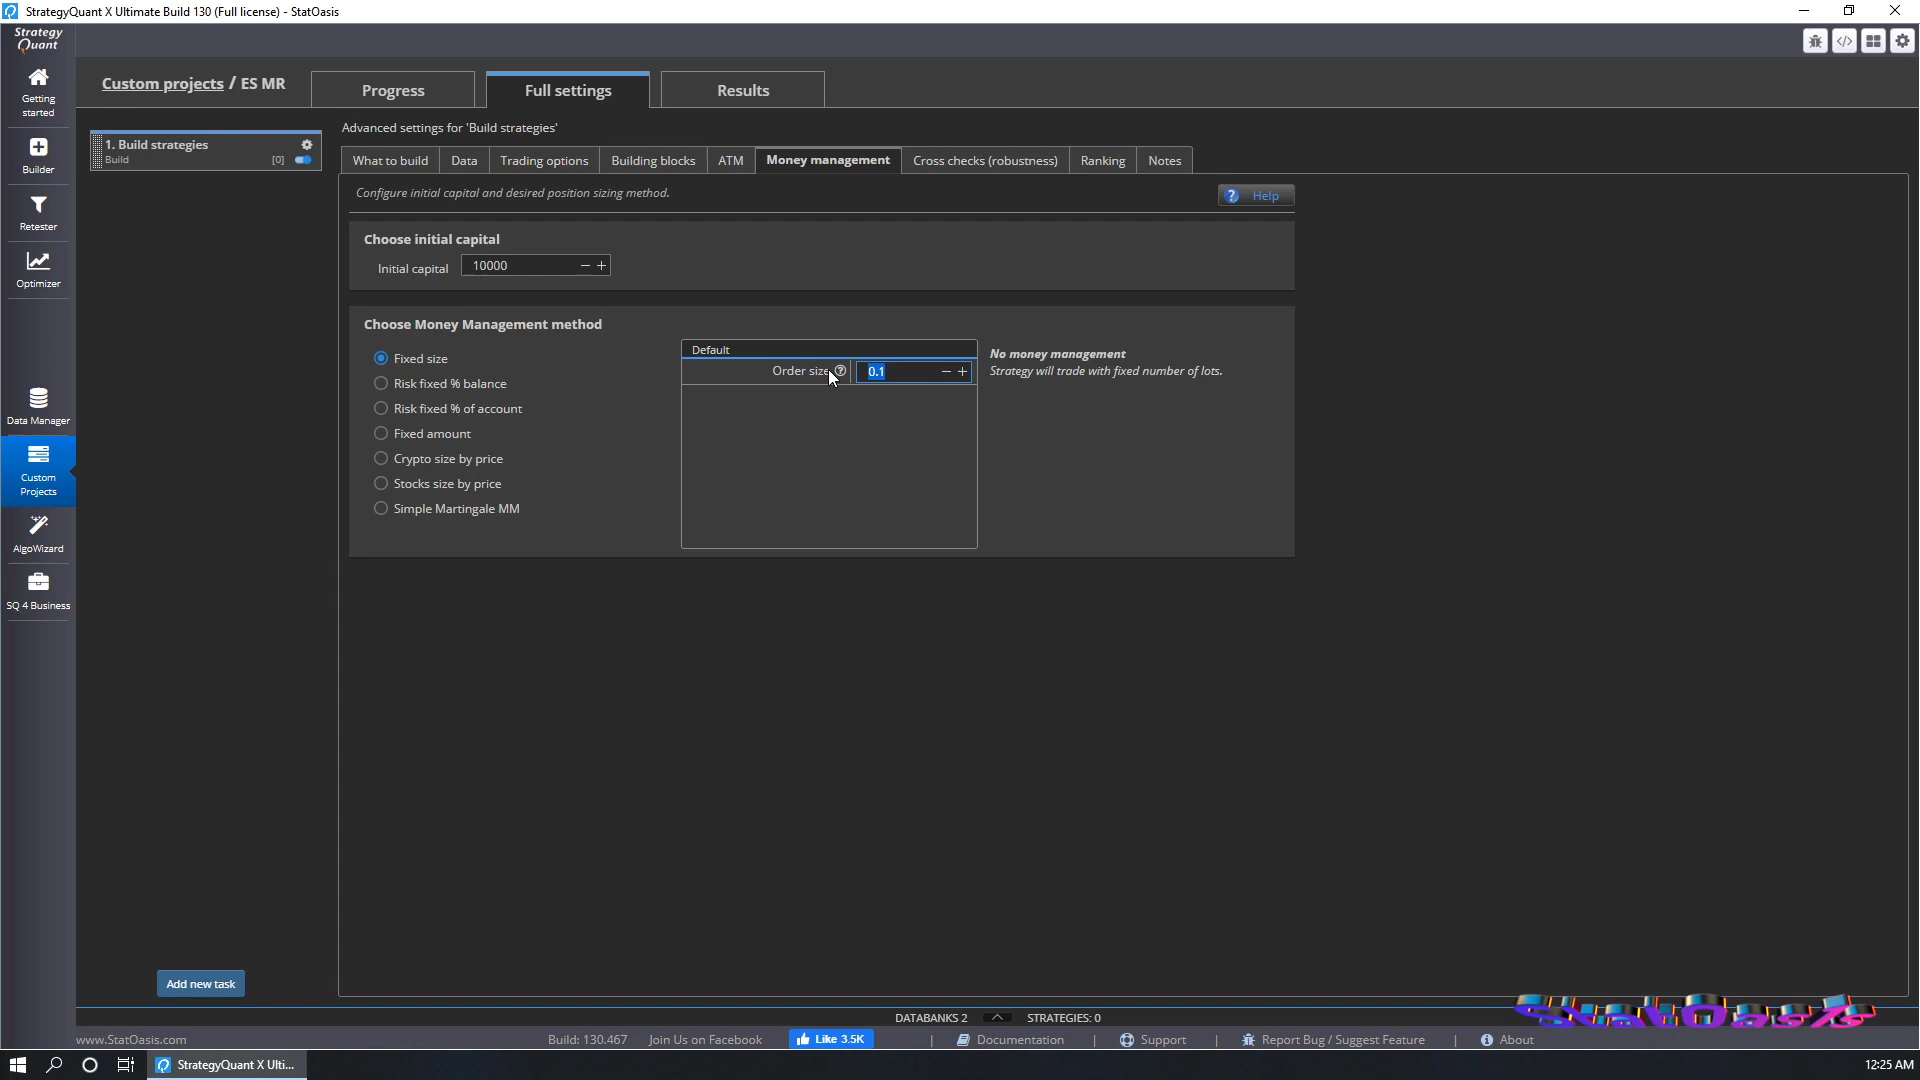 StrategyQuant X Ultimate Build 130 (Full license) - StatOasis
Strategy
Quant
Getting
started
Builder
Retester
Optimizer
Data Manager
Custom
Projects
AlgoWizard
SQ 4 Business
Custom projects / ES MR
Progress
Full settings
Results
1. Build strategies
Build
[0]
Advanced settings for 'Build strategies'
What to build
Data
Trading options
Building blocks
ATM
Money management
Cross checks (robustness)
Ranking
Notes
Configure initial capital and desired position sizing method.
? Help
Choose initial capital
Initial capital
10000
Choose Money Management method
Fixed size
Risk fixed % balance
Risk fixed % of account
Fixed amount
Crypto size by price
Stocks size by price
Simple Martingale MM
Default
Order size
0.1
No money management
Strategy will trade with fixed number of lots.
Add new task
DATABANKS 2
STRATEGIES: 0
StatOasis
www.StatOasis.com
Build: 130.467
Join Us on Facebook
Like 3.5K
Documentation
Support
Report Bug / Suggest Feature
About
StrategyQuant X Ulti...
12:25 AM